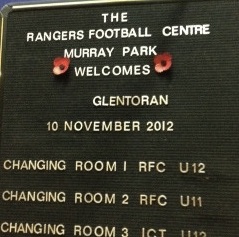 THE
RANGERS FOOTBALL CENTRE
MURRAY PARK
WELCOMES
GLENTORAN
10 NOVEMBER 2012
CHANGING ROOM 1 RFC U12
CHANGING ROOM 2 RFC U11
CHANGING ROOM 3 ICT